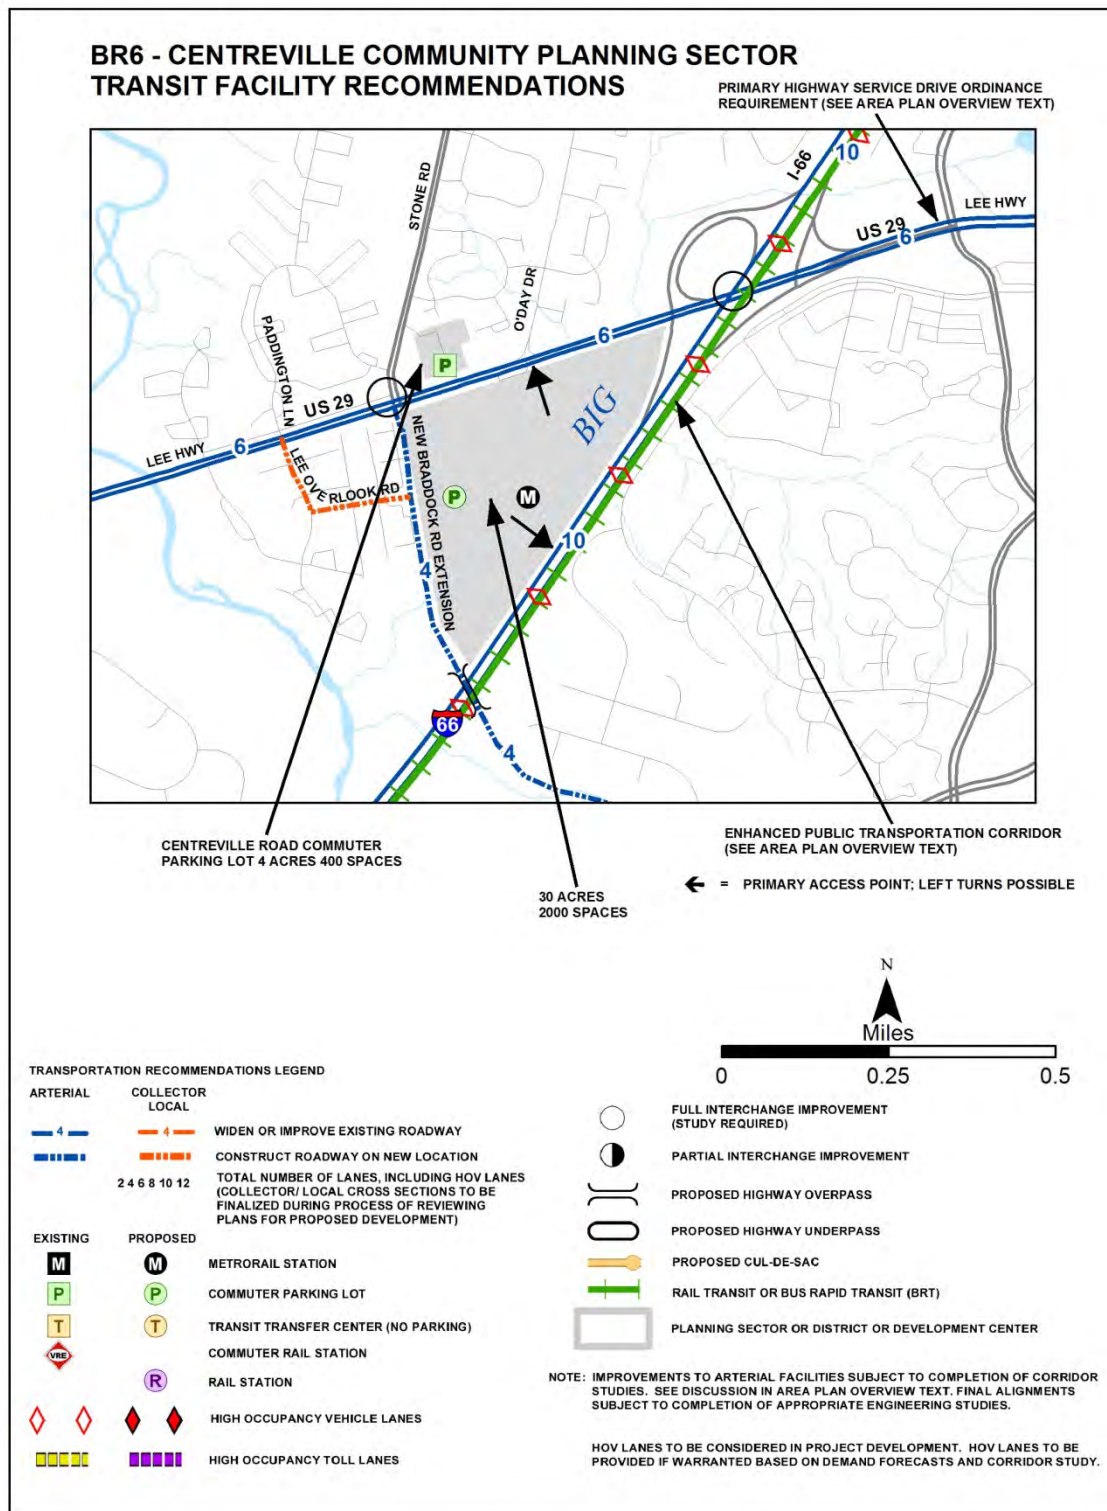 BR6 - CENTREVILLE COMMUNITY PLANNING SECTOR
TRANSIT FACILITY RECOMMENDATIONS
PRIMARY HIGHWAY SERVICE DRIVE ORDINANCE
REQUIREMENT (SEE AREA PLAN OVERVIEW TEXT)
10
I-66
STONE RD
LEE HWY
US 29
6
O'DAY DR
6
PADDINGTON LN
P
US 29
BIG
LEE HWY
6
NEW BRADDOCK RD EXTENSION
LEE OVERLOOK RD
P
M
10
4
66
4
CENTREVILLE ROAD COMMUTER
PARKING LOT 4 ACRES 400 SPACES
ENHANCED PUBLIC TRANSPORTATION CORRIDOR
(SEE AREA PLAN OVERVIEW TEXT)
= PRIMARY ACCESS POINT; LEFT TURNS POSSIBLE
30 ACRES
2000 SPACES
N
Miles
0 0.25 0.5
TRANSPORTATION RECOMMENDATIONS LEGEND
ARTERIAL COLLECTOR
LOCAL
4 4 WIDEN OR IMPROVE EXISTING ROADWAY
CONSTRUCT ROADWAY ON NEW LOCATION
2 4 6 8 10 12 TOTAL NUMBER OF LANES, INCLUDING HOV LANES
(COLLECTOR/ LOCAL CROSS SECTIONS TO BE
FINALIZED DURING PROCESS OF REVIEWING
PLANS FOR PROPOSED DEVELOPMENT)
EXISTING PROPOSED
M M METRORAIL STATION
P P COMMUTER PARKING LOT
T T TRANSIT TRANSFER CENTER (NO PARKING)
VRE COMMUTER RAIL STATION
R RAIL STATION
HIGH OCCUPANCY VEHICLE LANES
HIGH OCCUPANCY TOLL LANES
FULL INTERCHANGE IMPROVEMENT
(STUDY REQUIRED)
PARTIAL INTERCHANGE IMPROVEMENT
PROPOSED HIGHWAY OVERPASS
PROPOSED HIGHWAY UNDERPASS
PROPOSED CUL-DE-SAC
RAIL TRANSIT OR BUS RAPID TRANSIT (BRT)
PLANNING SECTOR OR DISTRICT OR DEVELOPMENT CENTER
NOTE: IMPROVEMENTS TO ARTERIAL FACILITIES SUBJECT TO COMPLETION OF CORRIDOR
STUDIES. SEE DISCUSSION IN AREA PLAN OVERVIEW TEXT. FINAL ALIGNMENTS
SUBJECT TO COMPLETION OF APPROPRIATE ENGINEERING STUDIES.
HOV LANES TO BE CONSIDERED IN PROJECT DEVELOPMENT. HOV LANES TO BE
PROVIDED IF WARRANTED BASED ON DEMAND FORECASTS AND CORRIDOR STUDY.